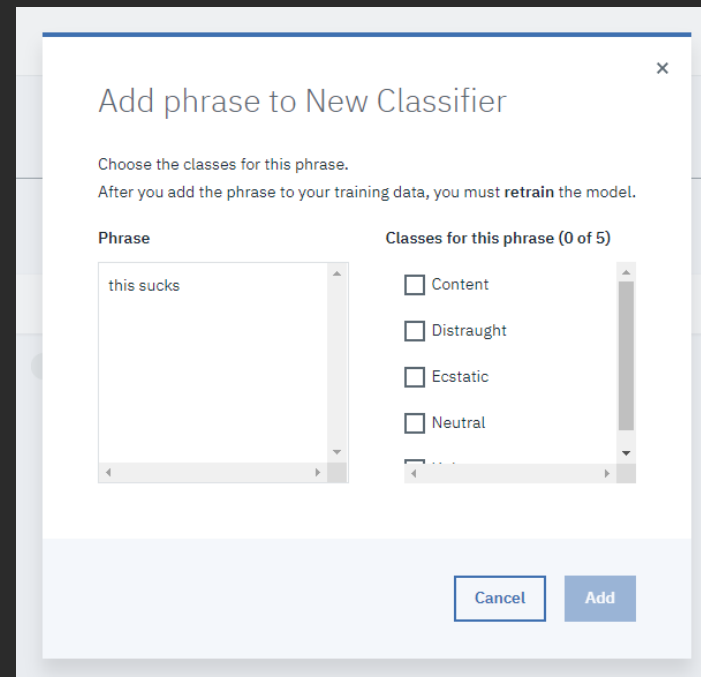 Add phrase to New Classifier
Choose the classes for this phrase.
After you add the phrase to your training data, you must retrain the model.
Phrase
Classes for this phrase (0 of 5)
this sucks
Content
Distraught
Ecstatic
Neutral
Cancel
Add